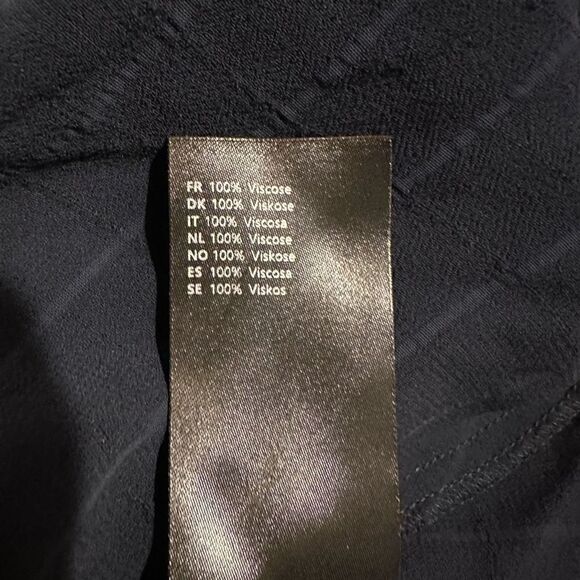 FR 100% Viscose
DK 100% Viskose
IT 100% Viscosa
NL 100% Viscose
NO 100% Viskose
ES 100% Viscosa
SE 100% Viskos